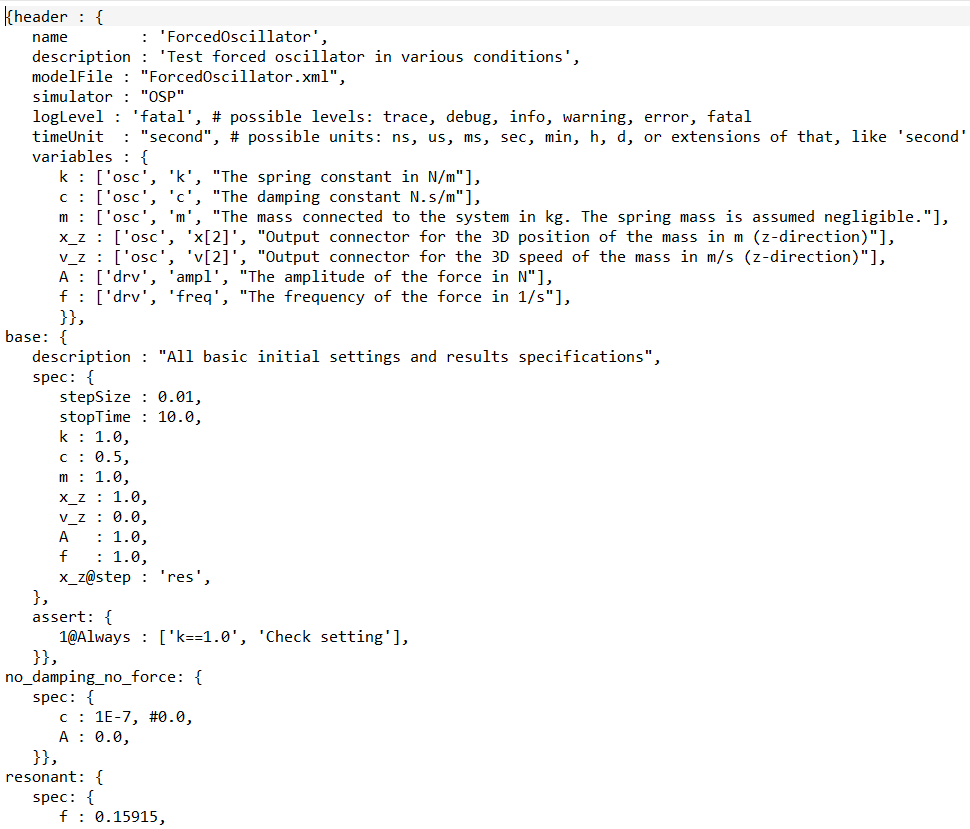 {header : {
   name        : 'ForcedOscillator',
   description : 'Test forced oscillator in various conditions',
   modelFile : "ForcedOscillator.xml",
   simulator : "OSP"
   logLevel : 'fatal', # possible levels: trace, debug, info, warning, error, fatal
   timeUnit  : "second", # possible units: ns, us, ms, sec, min, h, d, or extensions of that, like 'second'
   variables : {
      k : ['osc', 'k', "The spring constant in N/m"],
      c : ['osc', 'c', "The damping constant N.s/m"],
      m : ['osc', 'm', "The mass connected to the system in kg. The spring mass is assumed negligible."],
      x_z : ['osc', 'x[2]', "Output connector for the 3D position of the mass in m (z-direction)"],
      v_z : ['osc', 'v[2]', "Output connector for the 3D speed of the mass in m/s (z-direction)"],
      A : ['drv', 'ampl', "The amplitude of the force in N"],
      f : ['drv', 'freq', "The frequency of the force in 1/s"],
      }},
base: {
   description : "All basic initial settings and results specifications",
   spec: {
      stepSize : 0.01,
      stopTime : 10.0,
      k : 1.0,
      c : 0.5,
      m : 1.0,
      x_z : 1.0,
      v_z : 0.0,
      A   : 1.0,
      f   : 1.0,
      x_z@step : 'res',
   },
   assert: {
      1@Always : ['k==1.0', 'Check setting'],
   }},
no_damping_no_force: {
   spec: {
      c : 1E-7, #0.0,
      A : 0.0,
   }},
resonant: {
   spec: {
      f : 0.15915,